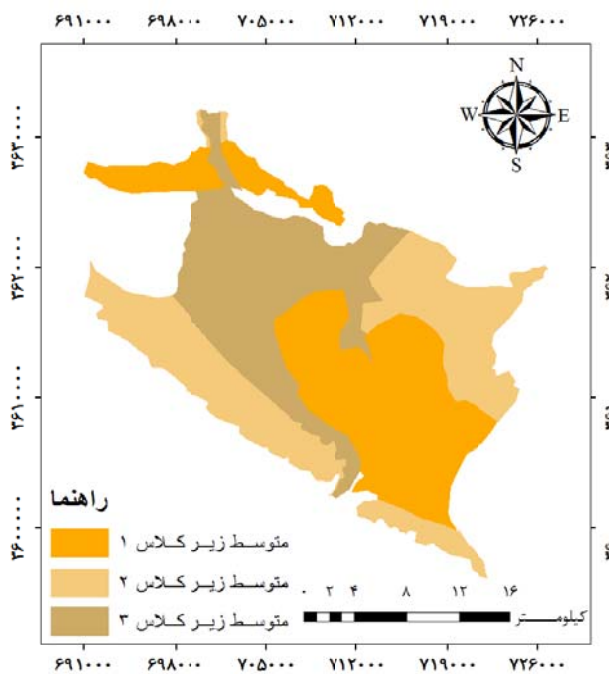 ۶۹۱۰۰۰ ۶۹۸۰۰۰ ۷۰۵۰۰۰ ۷۱۲۰۰۰ ۷۱۹۰۰۰ ۷۲۶۰۰۰
N
W E
S
۳۶۳۰۰۰۰
۳۶۲۰۰۰۰
۳۶۱۰۰۰۰
۳۶۰۰۰۰۰
راهنما
متوسط زیر کلاس ۱
متوسط زیر کلاس ۲
متوسط زیر کلاس ۳
۰ ۲ ۴ ۸ ۱۲ ۱۶
کیلومتر
۶۹۱۰۰۰ ۶۹۸۰۰۰ ۷۰۵۰۰۰ ۷۱۲۰۰۰ ۷۱۹۰۰۰ ۷۲۶۰۰۰